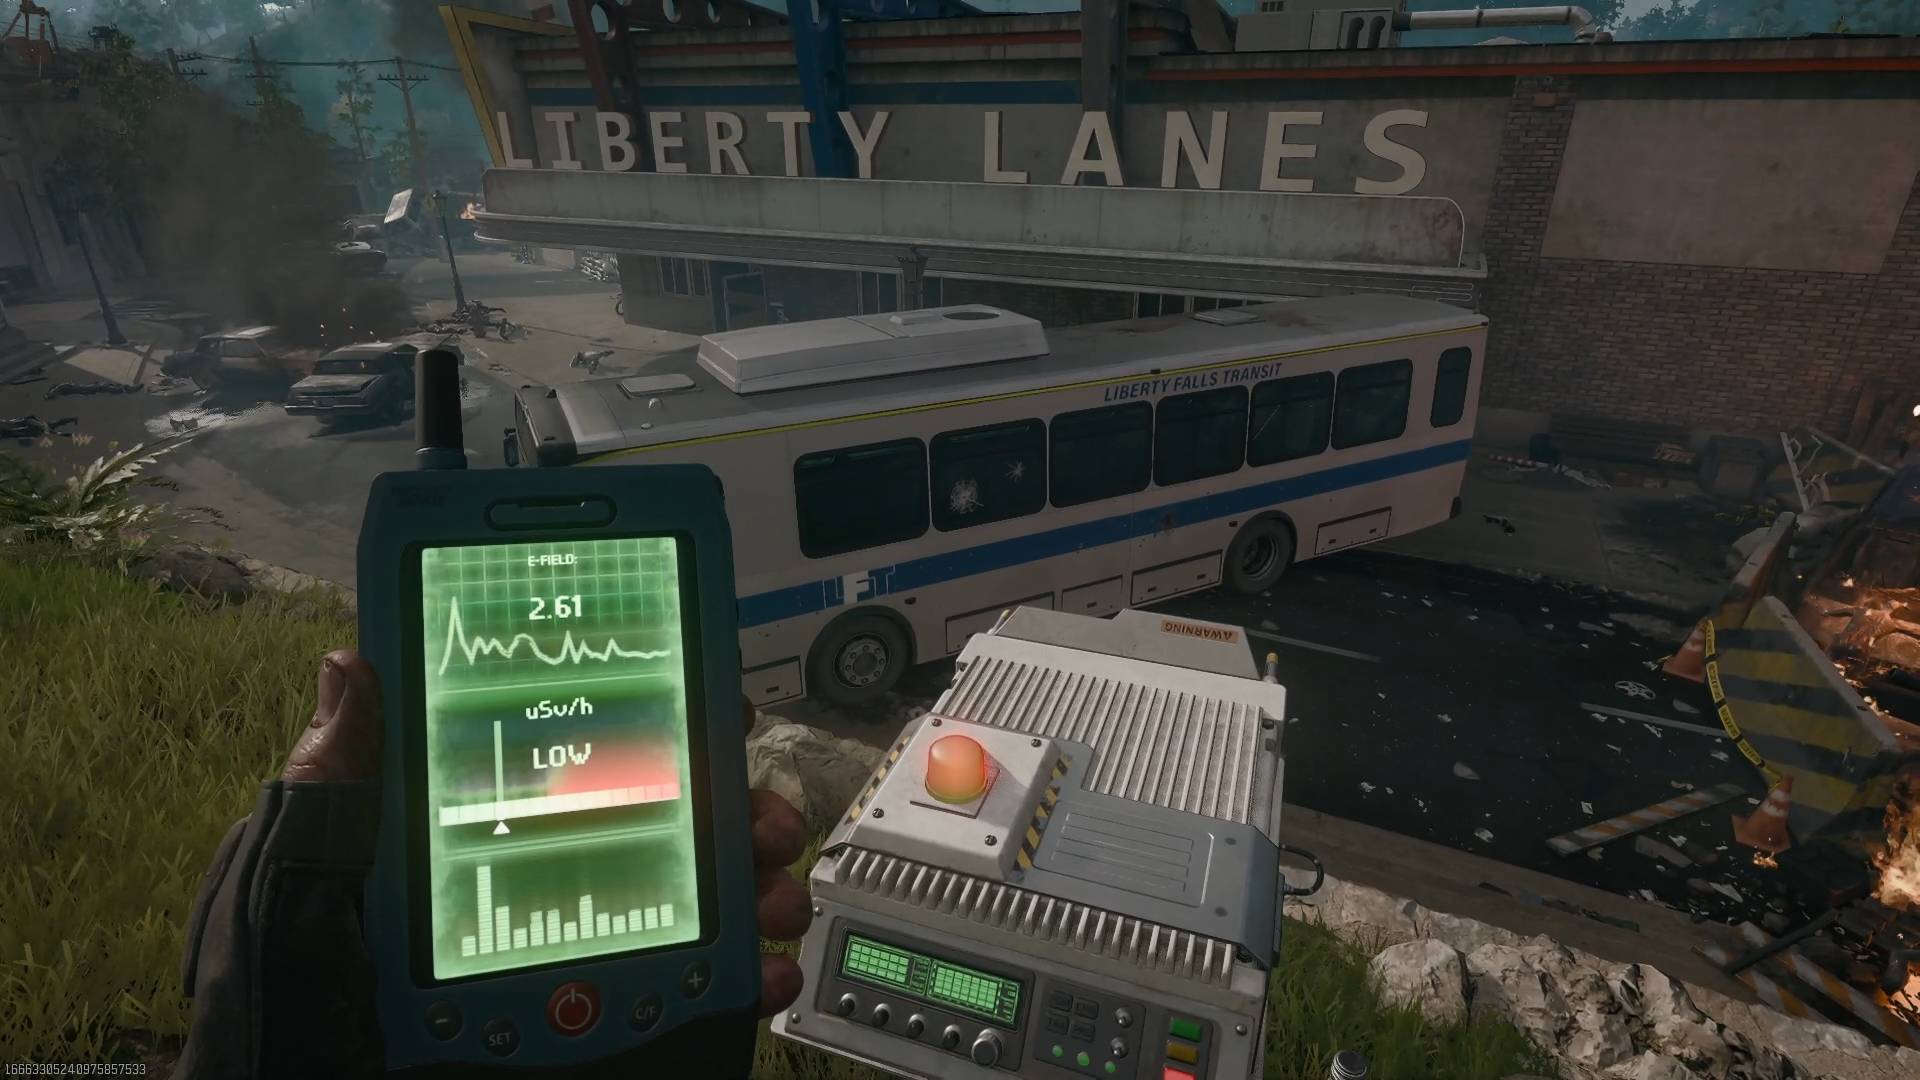 LIBERTY LANES
LIBERTY FALLS TRANSIT
LFT
WARNING
E-FIELD:
2.61
uSv/h
LOW
SET
C/F
16663305240975857533